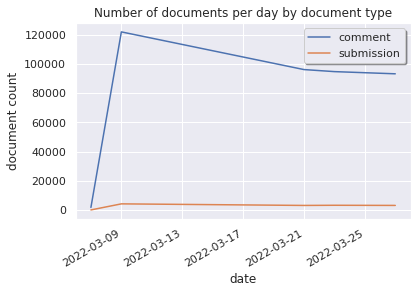 Number of documents per day by document type
comment
submission
document count
120000
100000
80000
60000
40000
20000
0
2022-03-09
2022-03-13
2022-03-17
2022-03-21
2022-03-25
date